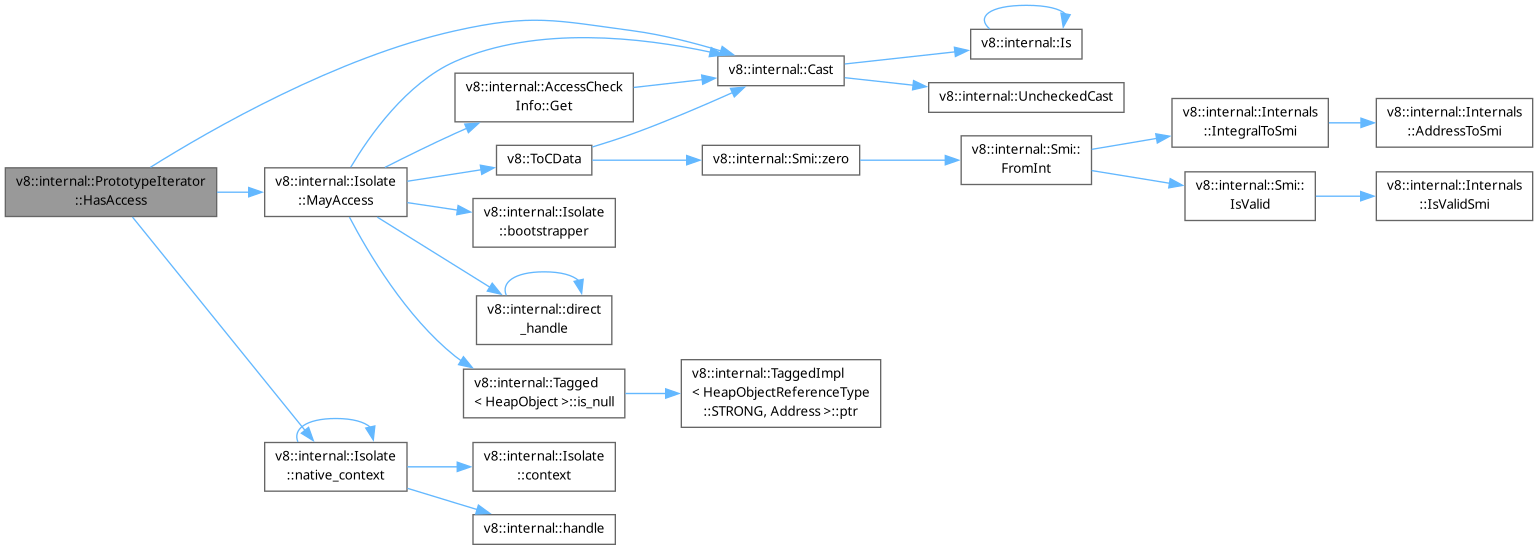 v8::internal::PrototypeIterator
::HasAccess
v8::internal::Isolate
::MayAccess
v8::internal::Isolate
::native_context
v8::internal::AccessCheck
Info::Get
v8::ToCData
v8::internal::Isolate
::bootstrapper
v8::internal::direct
_handle
v8::internal::Tagged
< HeapObject >::is_null
v8::internal::Isolate
::context
v8::internal::handle
v8::internal::Cast
v8::internal::Smi::zero
v8::internal::TaggedImpl
< HeapObjectReferenceType
::STRONG, Address >::ptr
v8::internal::Is
v8::internal::UncheckedCast
v8::internal::Smi::
FromInt
v8::internal::Internals
::IntegralToSmi
v8::internal::Smi::
IsValid
v8::internal::Internals
::AddressToSmi
v8::internal::Internals
::IsValidSmi